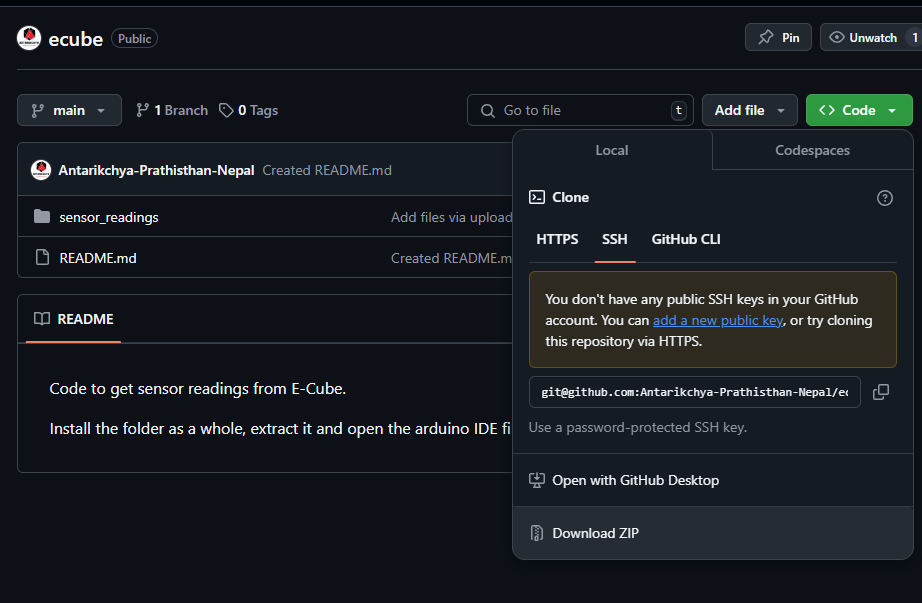 ecube Public Pin Unwatch 1
main 1 Branch 0 Tags Go to file t Add file Code
Local Codespaces
Antarikchya-Prathisthan-Nepal Created README.md
Clone
sensor_readings Add files via upload
HTTPS SSH GitHub CLI
README.md Created README.m
You don't have any public SSH keys in your GitHub
account. You can add a new public key, or try cloning
this repository via HTTPS.
README
git@github.com:Antarikchya-Prathisthan-Nepal/ec
Use a password-protected SSH key.
Code to get sensor readings from E-Cube.
Install the folder as a whole, extract it and open the arduino IDE fi
Open with GitHub Desktop
Download ZIP